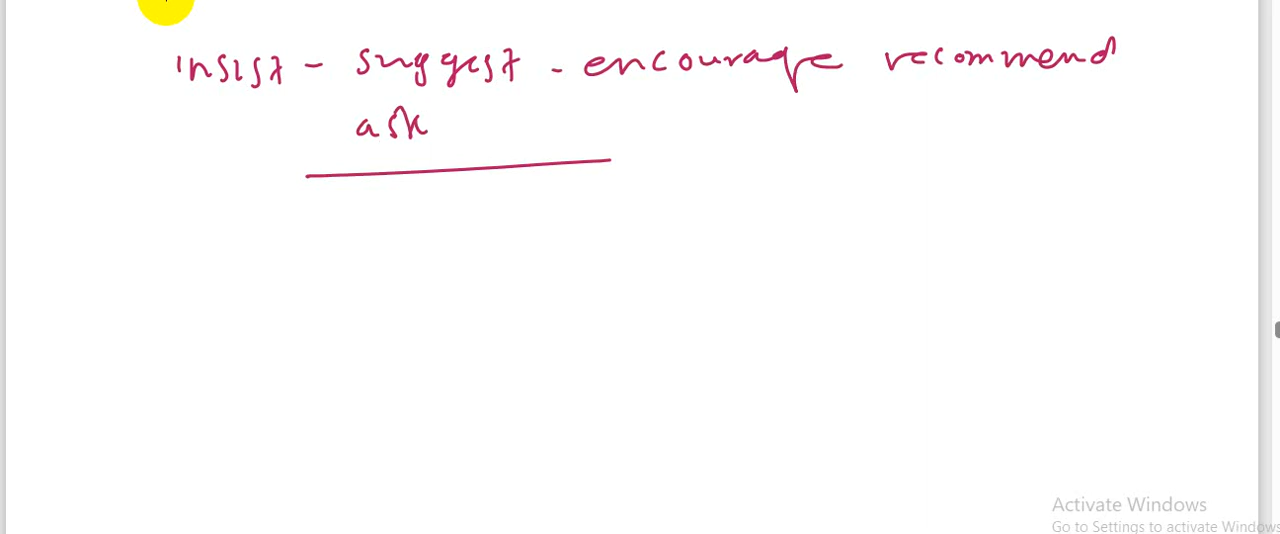 insist - suggest - encourage recommend
ask
Activate Windows
Go to Settings to activate Windows